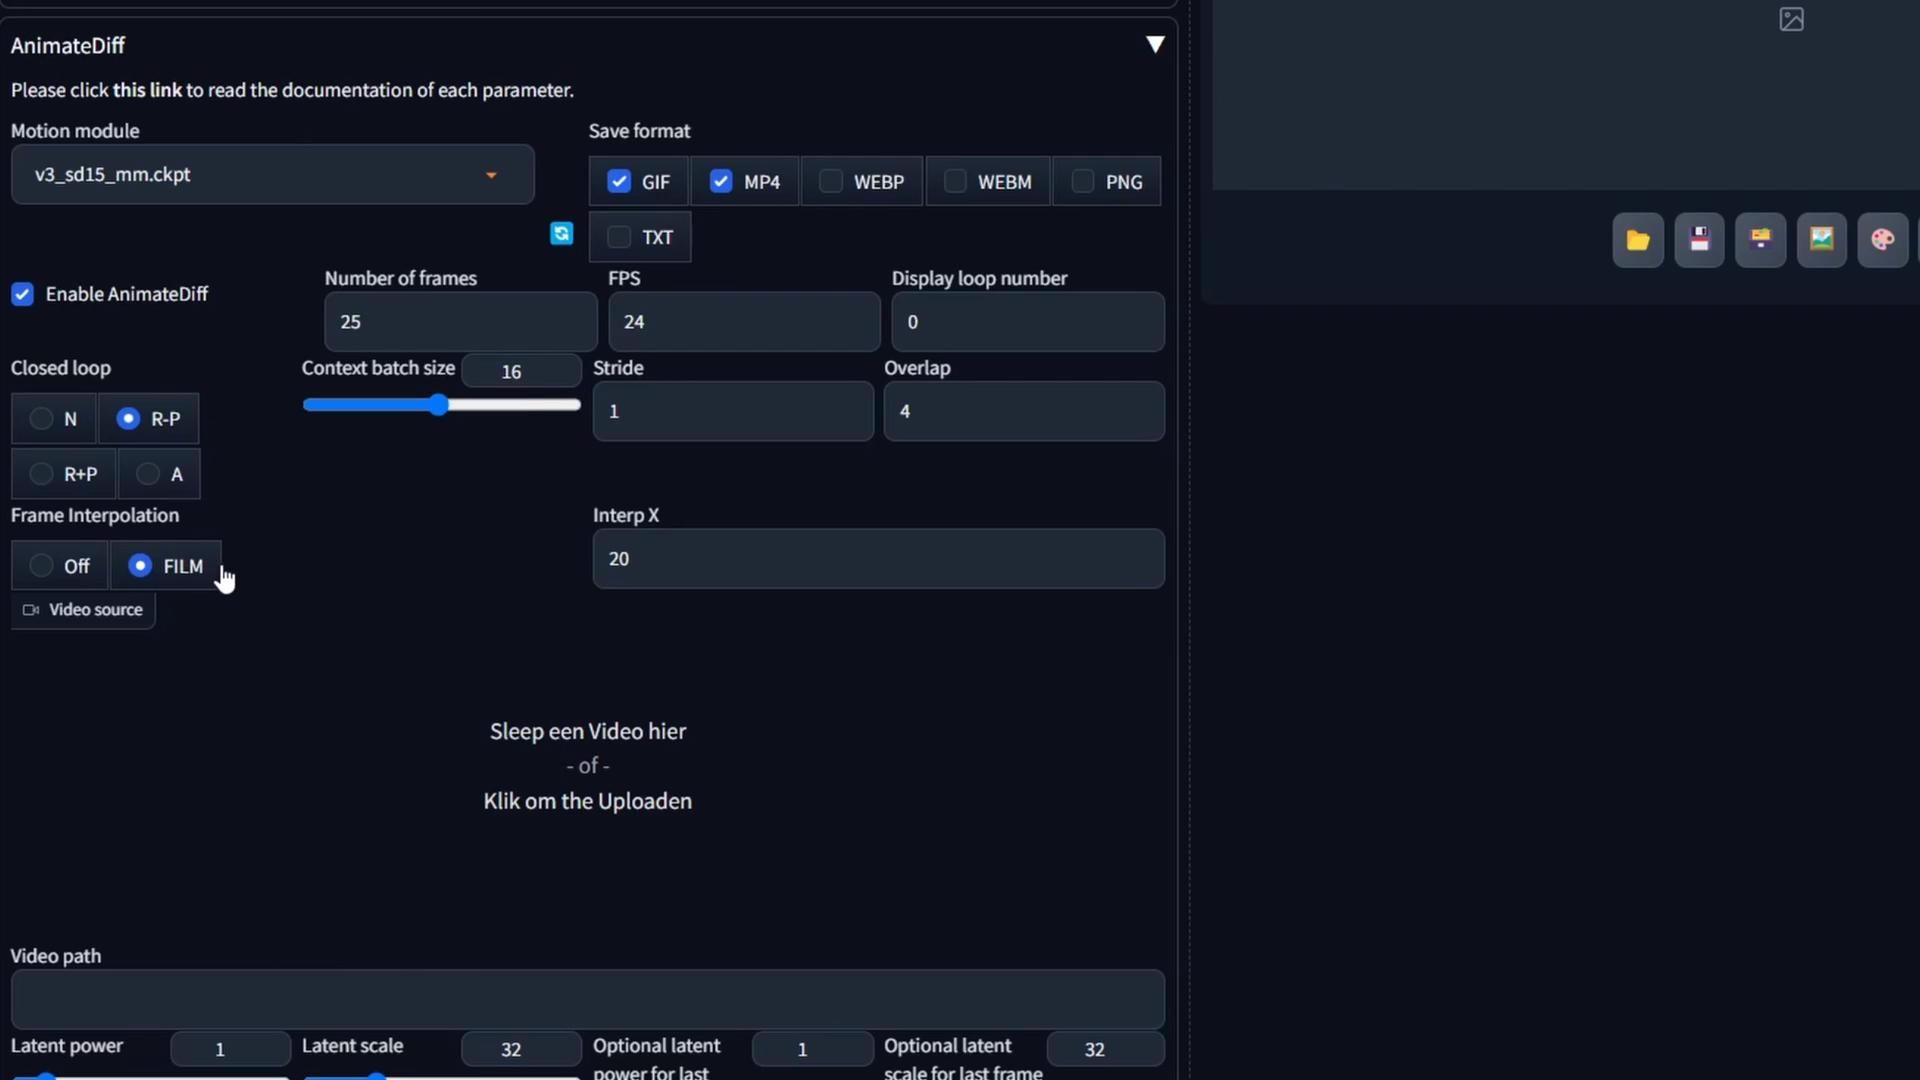 AnimateDiff
Please click this link to read the documentation of each parameter.
Motion module
v3_sd15_mm.ckpt
Save format
GIF
MP4
WEBP
WEBM
PNG
TXT
Enable AnimateDiff
Number of frames
25
FPS
24
Display loop number
0
Closed loop
N
R-P
R+P
A
Context batch size
16
Stride
1
Overlap
4
Frame Interpolation
Off
FILM
Interp X
20
Video source
Sleep een Video hier
- of -
Klik om the Uploaden
Video path
Latent power
1
Latent scale
32
Optional latent
power for last
1
Optional latent
scale for last frame
32